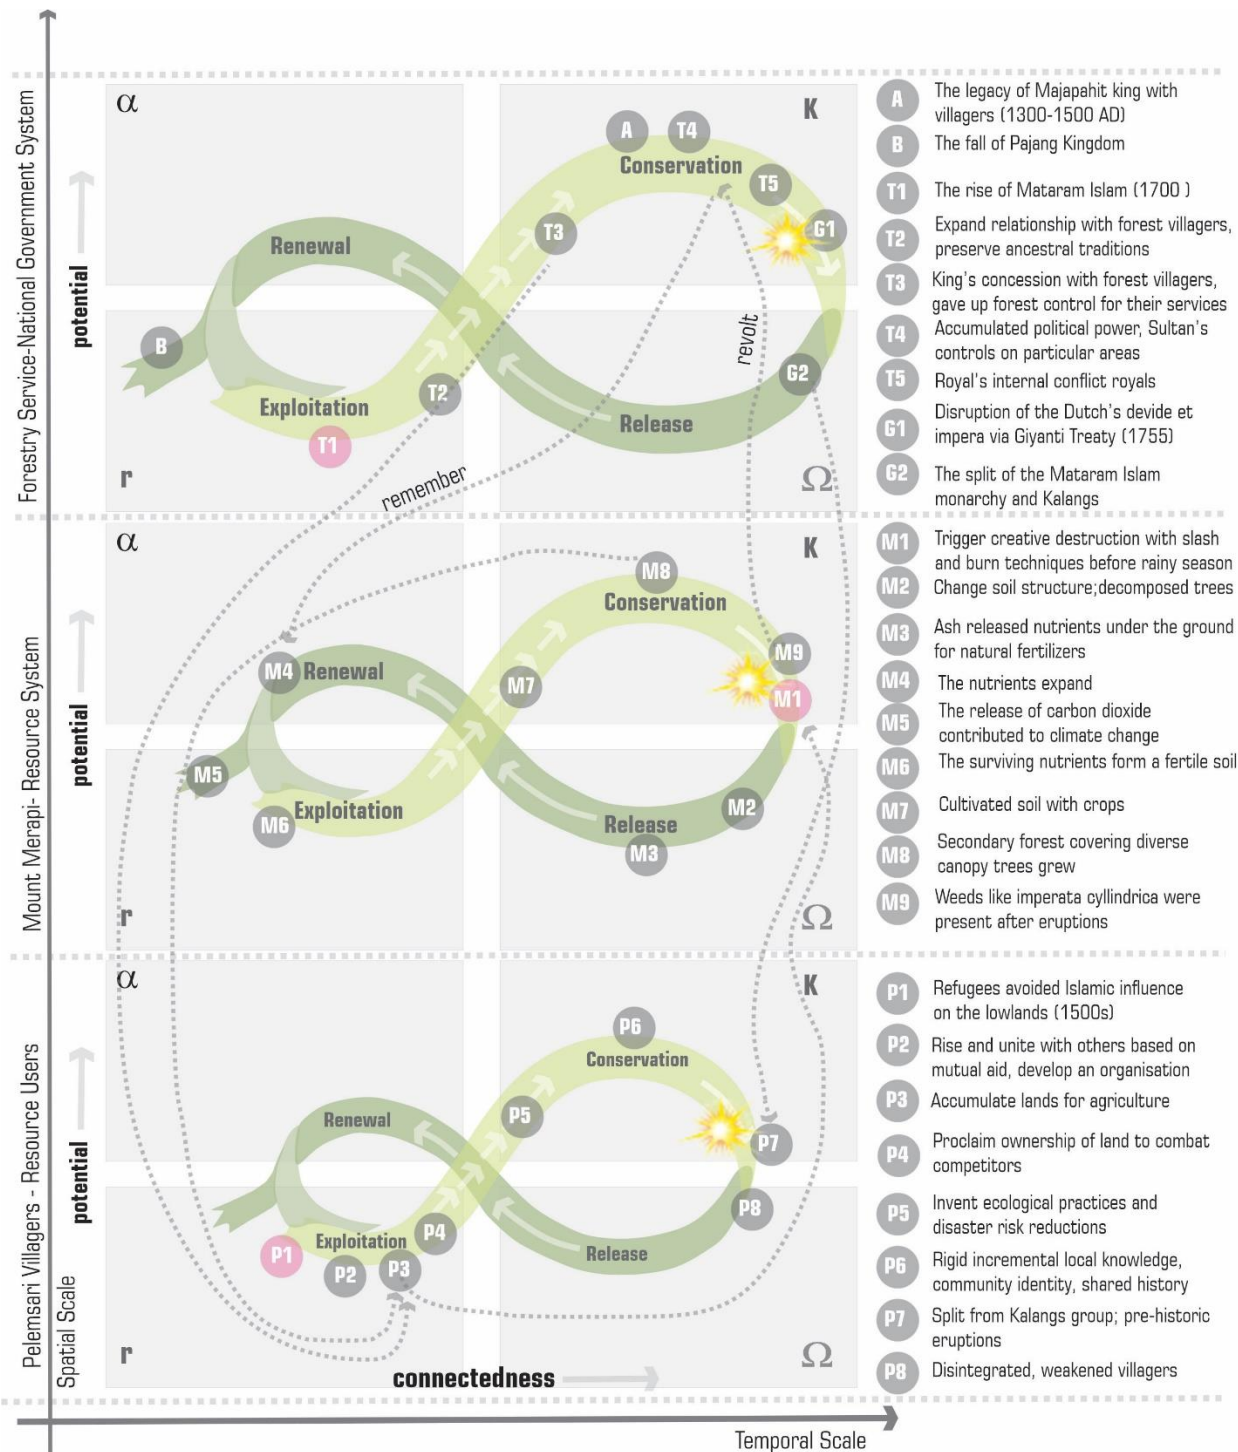 Forestry Service-National Government System
potential
α
K
A
T4
Conservation
T5
G1
T3
Renewal
B
T2
Exploitation
T1
revolt
G2
Release
remember
r
Ω
A The legacy of Majapahit king with
villagers (1300-1500 AD)
B The fall of Pajang Kingdom
T1 The rise of Mataram Islam (1700 )
T2 Expand relationship with forest villagers,
preserve ancestral traditions
T3 King's concession with forest villagers,
gave up forest control for their services
T4 Accumulated political power, Sultan's
controls on particular areas
T5 Royal's internal conflict royals
G1 Disruption of the Dutch's devide et
impera via Giyanti Treaty (1755)
G2 The split of the Mataram Islam
monarchy and Kalangs
Mount Merapi- Resource System
potential
α
K
M8
Conservation
M9
M1
M7
M4
Renewal
M5
M6
Exploitation
M2
Release
M3
r
Ω
M1 Trigger creative destruction with slash
and burn techniques before rainy season
M2 Change soil structure;decomposed trees
M3 Ash released nutrients under the ground
for natural fertilizers
M4 The nutrients expand
M5 The release of carbon dioxide
contributed to climate change
M6 The surviving nutrients form a fertile soil
M7 Cultivated soil with crops
M8 Secondary forest covering diverse
canopy trees grew
M9 Weeds like imperata cyllindrica were
present after eruptions
Pelemsari Villagers - Resource Users
Spatial Scale
potential
α
K
P6
Conservation
P5
P7
Renewal
P8
P4
P1
Exploitation
P2
P3
Release
r
Ω
connectedness
P1 Refugees avoided Islamic influence
on the lowlands (1500s)
P2 Rise and unite with others based on
mutual aid, develop an organisation
P3 Accumulate lands for agriculture
P4 Proclaim ownership of land to combat
competitors
P5 Invent ecological practices and
disaster risk reductions
P6 Rigid incremental local knowledge,
community identity, shared history
P7 Split from Kalangs group; pre-historic
eruptions
P8 Disintegrated, weakened villagers
Temporal Scale